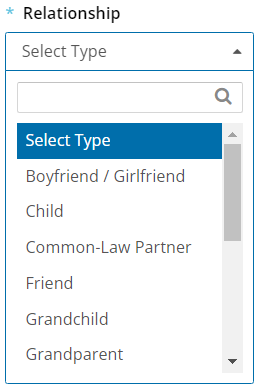 * Relationship
Select Type
Select Type
Boyfriend / Girlfriend
Child
Common-Law Partner
Friend
Grandchild
Grandparent